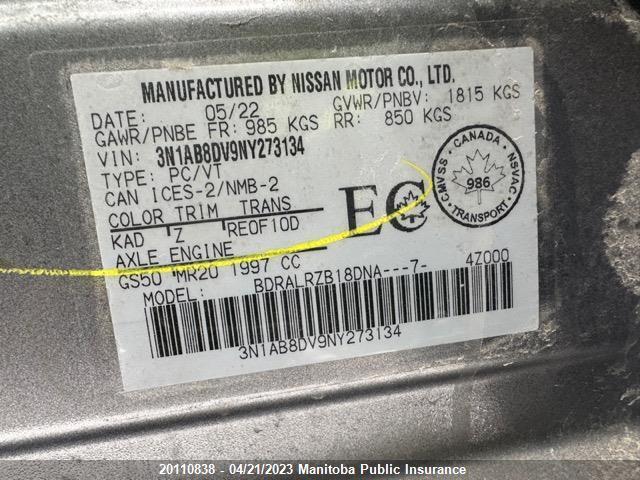 MANUFACTURED BY NISSAN MOTOR CO., LTD.
DATE: 05/22 GVWR/PNBV: 1815 KGS
GAWR/PNBE FR: 985 KGS RR: 850 KGS
VIN: 3N1AB8DV9NY273134
TYPE: PC/VT
CAN ICES-2/NMB-2
COLOR TRIM TRANS
KAD Z REOF10D
AXLE ENGINE
GS50 MR20 1997 CC
MODEL: BDRALRZB18DNA---7- 4Z000
3N1AB8DV9NY273134
EC
CANADA
CMVSS NSVAC
986
TRANSPORT
20110838 - 04/21/2023 Manitoba Public Insurance